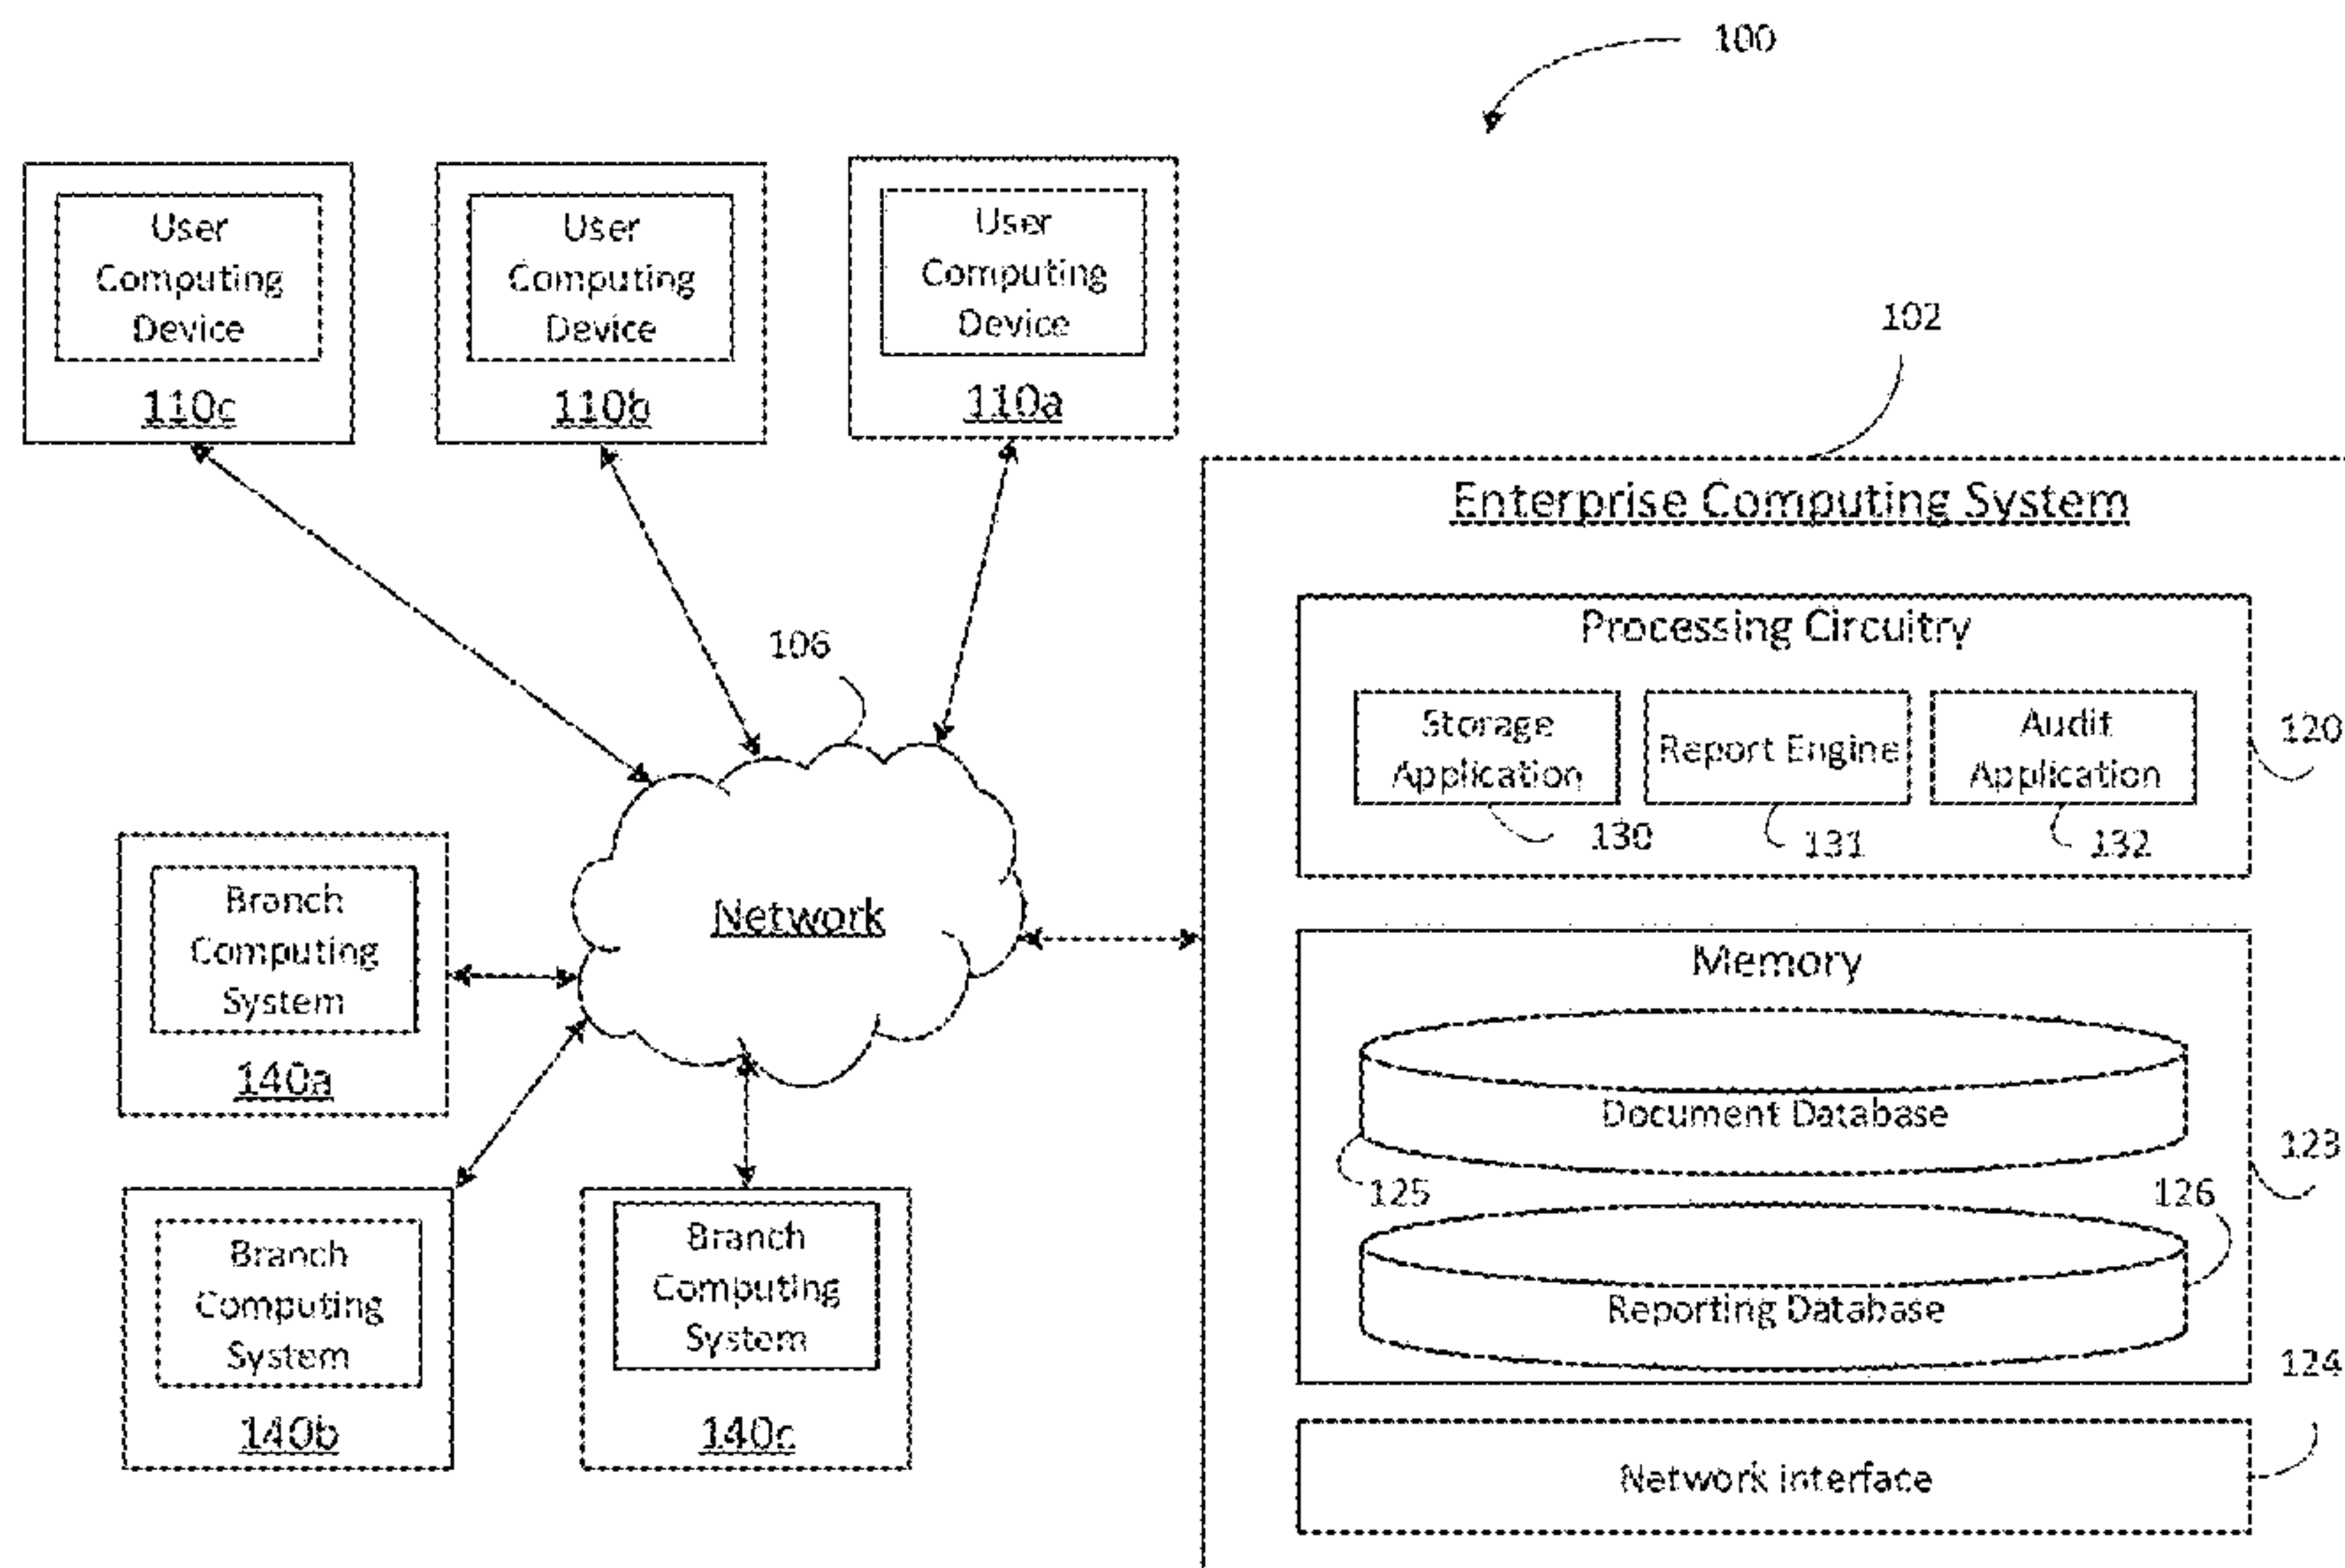 100
User
Computing
Device
110c
User
Computing
Device
110b
User
Computing
Device
110a
102
Enterprise Computing System
Processing Circuitry
Storage
Application
130
Report Engine
131
Audit
Application
132
120
106
Network
Branch
Computing
System
140a
Branch
Computing
System
140b
Branch
Computing
System
140c
Memory
Document Database
125
123
126
Reporting Database
124
Network Interface